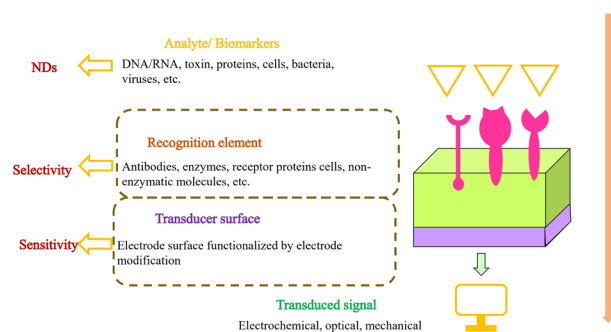 Analyte/ Biomarkers
NDs
DNA/RNA, toxin, proteins, cells, bacteria,
viruses, etc.
Recognition element
Selectivity
Antibodies, enzymes, receptor proteins cells, non-
enzymatic molecules, etc.
Transducer surface
Sensitivity
Electrode surface functionalized by electrode
modification
Transduced signal
Electrochemical, optical, mechanical